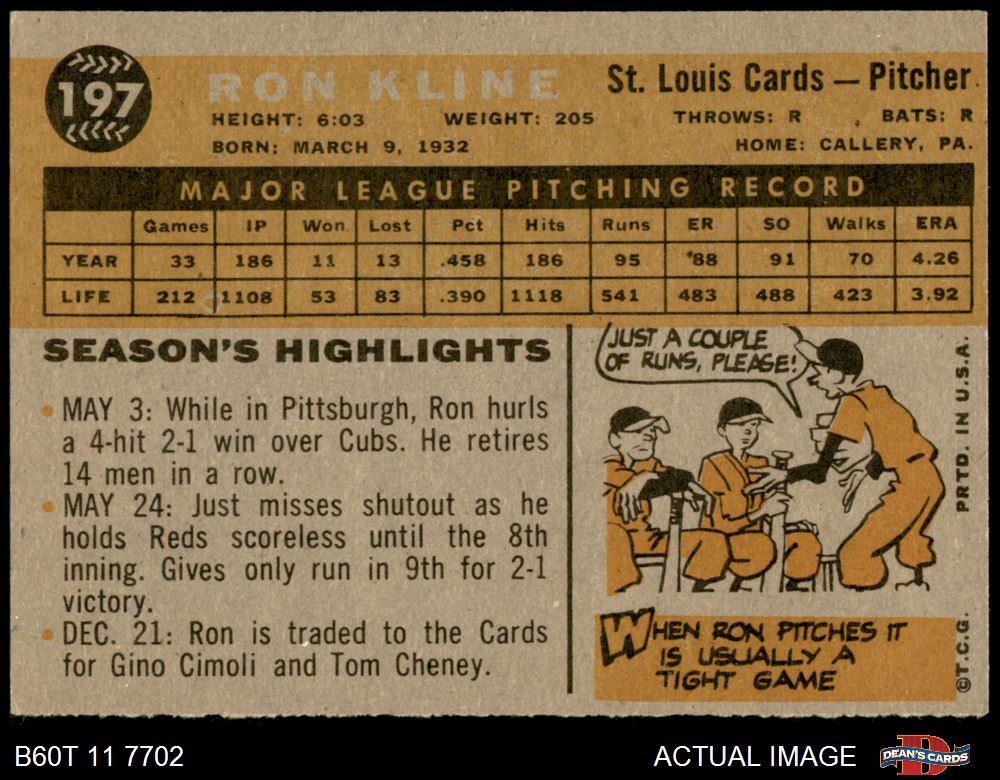 197
RON KLINE
St. Louis Cards — Pitcher
HEIGHT: 6:03 WEIGHT: 205 THROWS: R BATS: R
BORN: MARCH 9, 1932 HOME: CALLERY, PA.
MAJOR LEAGUE PITCHING RECORD
Games IP Won Lost Pct Hits Runs ER SO Walks ERA
YEAR 33 186 11 13 .458 186 95 *88 91 70 4.26
LIFE 212 1108 53 83 .390 1118 541 483 488 423 3.92
SEASON'S HIGHLIGHTS
• MAY 3: While in Pittsburgh, Ron hurls
a 4-hit 2-1 win over Cubs. He retires
14 men in a row.
• MAY 24: Just misses shutout as he
holds Reds scoreless until the 8th
inning. Gives only run in 9th for 2-1
victory.
• DEC. 21: Ron is traded to the Cards
for Gino Cimoli and Tom Cheney.
JUST A COUPLE
OF RUNS, PLEASE!
WHEN RON PITCHES IT
IS USUALLY A
TIGHT GAME
©T.C.G. PRTD. IN U.S.A.
B60T 11 7702
ACTUAL IMAGE
DEAN'S CARDS